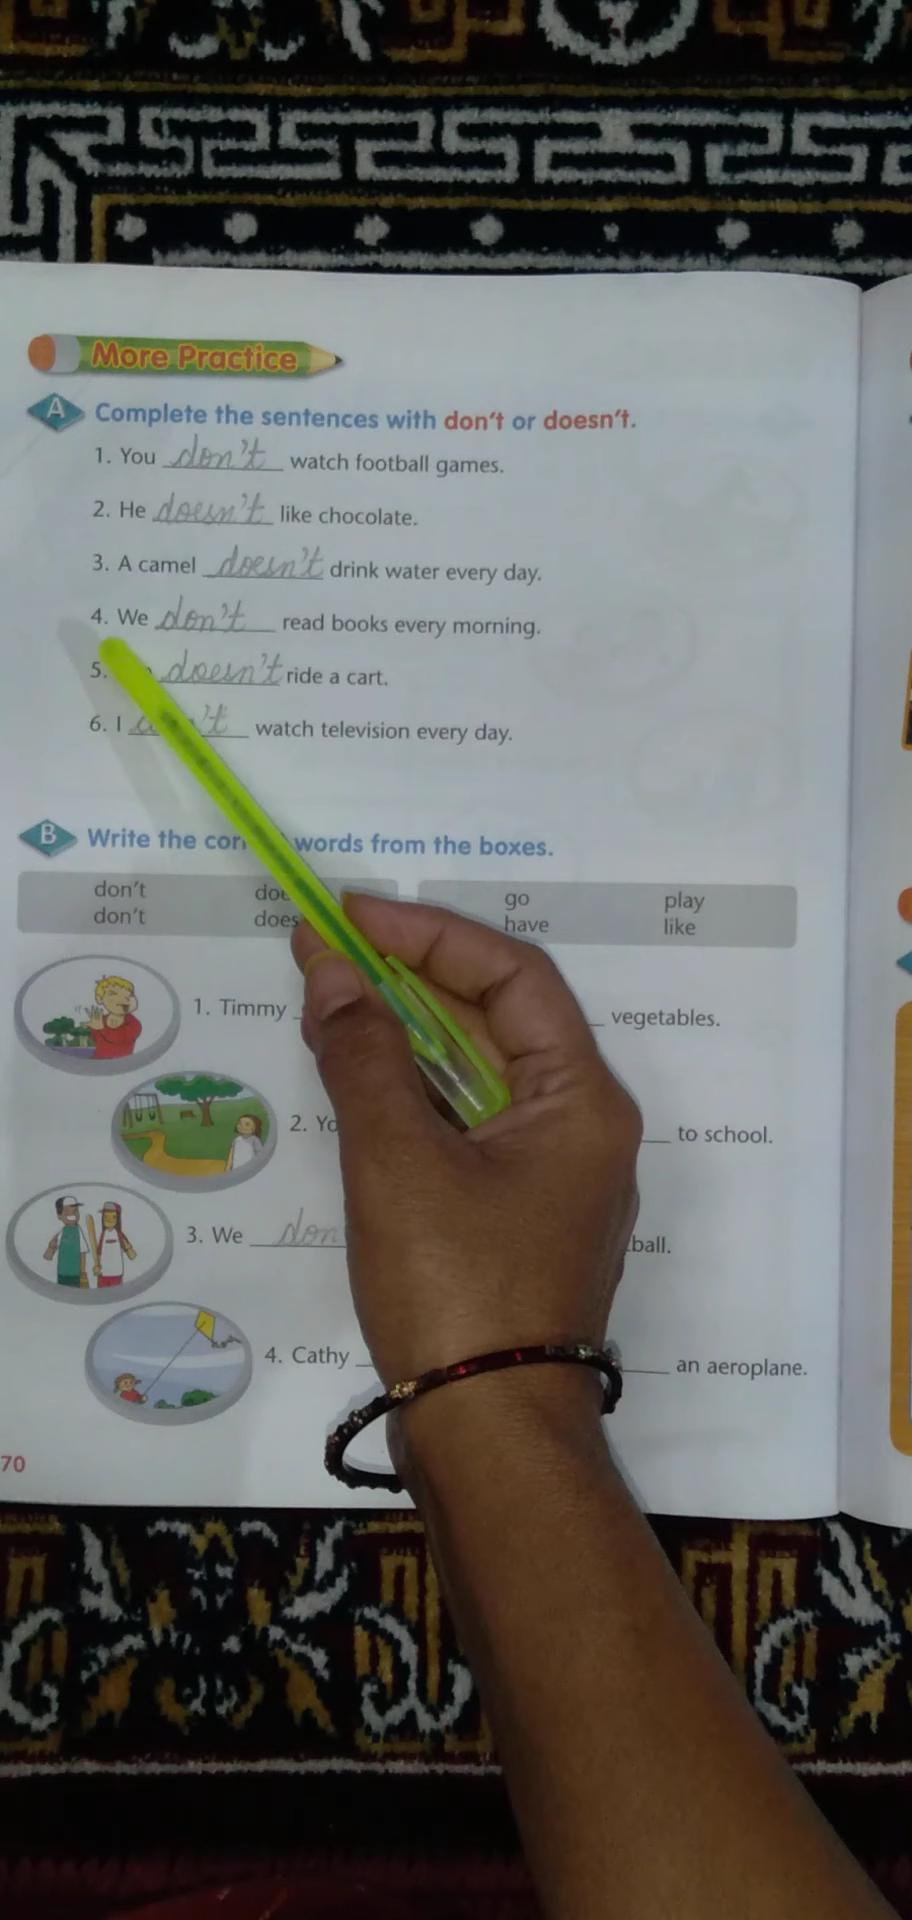 More Practice
A Complete the sentences with don't or doesn't.
1. You don't watch football games.
2. He doesn't like chocolate.
3. A camel doesn't drink water every day.
4. We don't read books every morning.
5. doesn't ride a cart.
6. I watch television every day.
B Write the words from the boxes.
don't go play
don't have like
1. Timmy vegetables.
2. to school.
3. We ball.
4. Cathy an aeroplane.
70